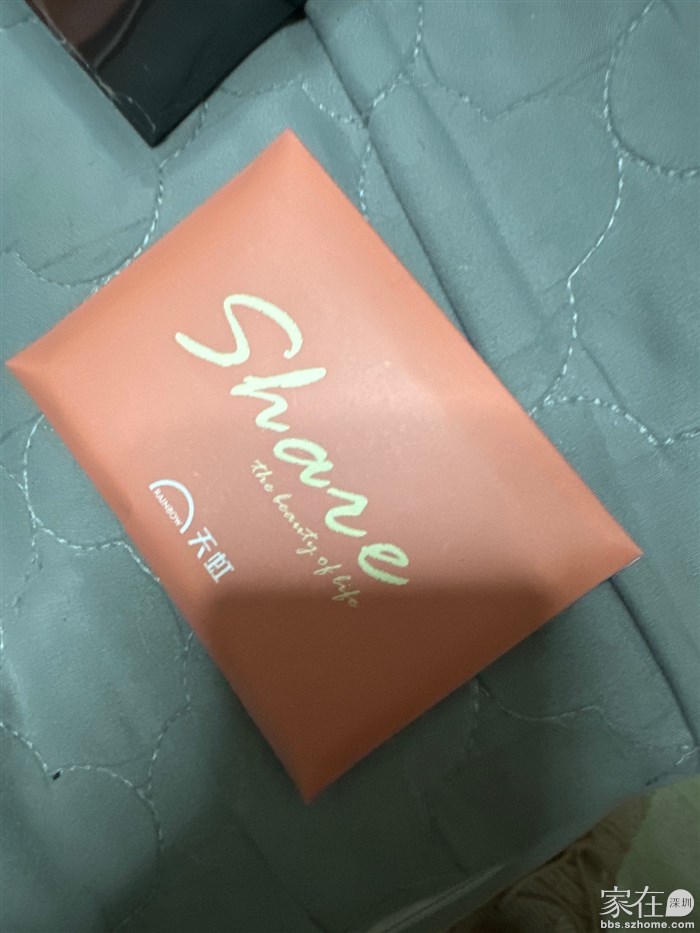 Share
the beauty of life
RAINBOW
天虹
家在深圳
bbs.szhome.com